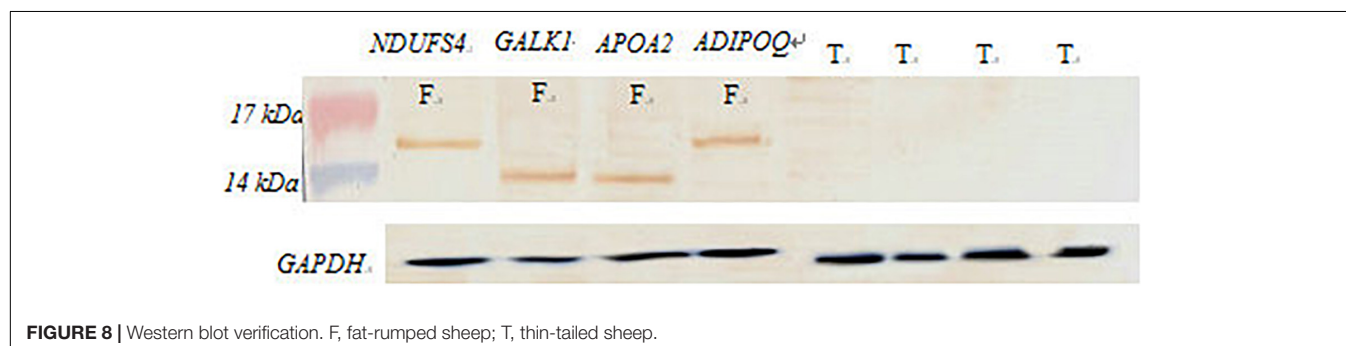 NDUFS4 GALK1 APOA2 ADIPOQ↵ T T T T
F F F F
17 kDa
14 kDa
GAPDH
FIGURE 8 | Western blot verification. F, fat-rumped sheep; T, thin-tailed sheep.